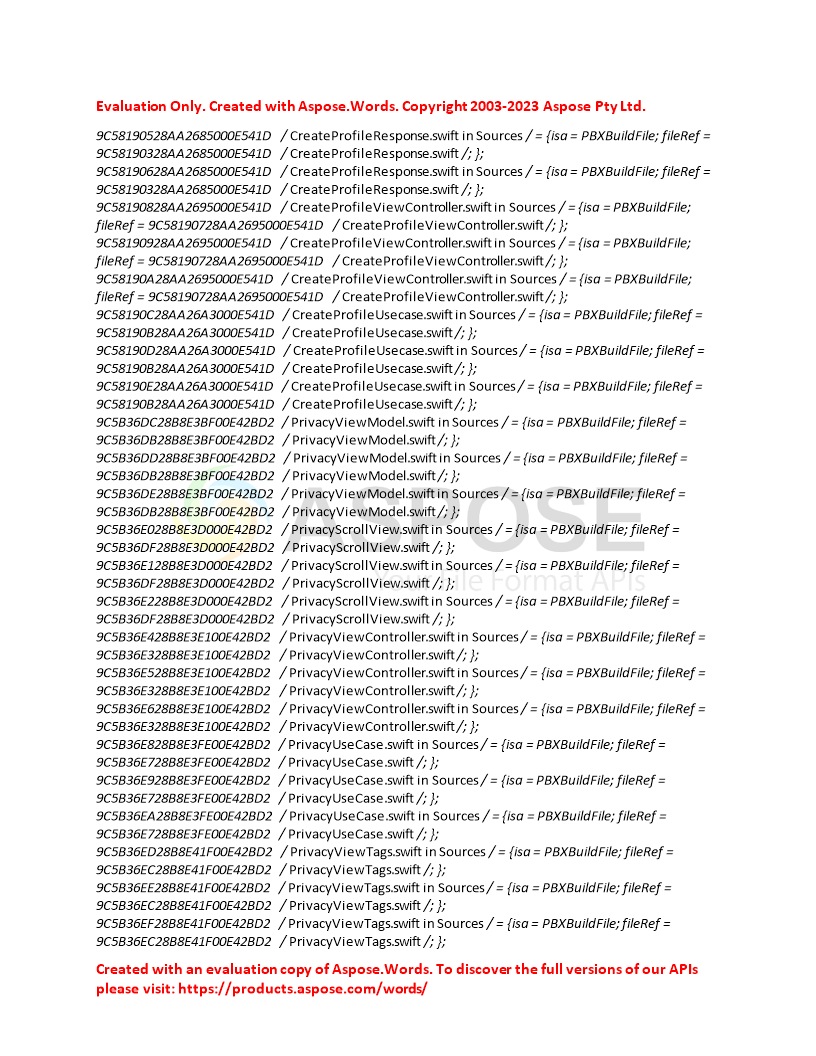 Evaluation Only. Created with Aspose.Words. Copyright 2003-2023 Aspose Pty Ltd.
9C58190528AA2685000E541D / CreateProfileResponse.swift in Sources / = {isa = PBXBuildFile; fileRef =
9C58190328AA2685000E541D / CreateProfileResponse.swift /; };
9C58190628AA2685000E541D / CreateProfileResponse.swift in Sources / = {isa = PBXBuildFile; fileRef =
9C58190328AA2685000E541D / CreateProfileResponse.swift /; };
9C58190828AA2695000E541D / CreateProfileViewController.swift in Sources / = {isa = PBXBuildFile;
fileRef = 9C58190728AA2695000E541D / CreateProfileViewController.swift /; };
9C58190928AA2695000E541D / CreateProfileViewController.swift in Sources / = {isa = PBXBuildFile;
fileRef = 9C58190728AA2695000E541D / CreateProfileViewController.swift /; };
9C58190A28AA2695000E541D / CreateProfileViewController.swift in Sources / = {isa = PBXBuildFile;
fileRef = 9C58190728AA2695000E541D / CreateProfileViewController.swift /; };
9C58190C28AA26A3000E541D / CreateProfileUsecase.swift in Sources / = {isa = PBXBuildFile; fileRef =
9C58190B28AA26A3000E541D / CreateProfileUsecase.swift /; };
9C58190D28AA26A3000E541D / CreateProfileUsecase.swift in Sources / = {isa = PBXBuildFile; fileRef =
9C58190B28AA26A3000E541D / CreateProfileUsecase.swift /; };
9C58190E28AA26A3000E541D / CreateProfileUsecase.swift in Sources / = {isa = PBXBuildFile; fileRef =
9C58190B28AA26A3000E541D / CreateProfileUsecase.swift /; };
9C5B36DC28B8E3BF00E42BD2 / PrivacyViewModel.swift in Sources / = {isa = PBXBuildFile; fileRef =
9C5B36DB28B8E3BF00E42BD2 / PrivacyViewModel.swift /; };
9C5B36DD28B8E3BF00E42BD2 / PrivacyViewModel.swift in Sources / = {isa = PBXBuildFile; fileRef =
9C5B36DB28B8E3BF00E42BD2 / PrivacyViewModel.swift /; };
9C5B36DE28B8E3BF00E42BD2 / PrivacyViewModel.swift in Sources / = {isa = PBXBuildFile; fileRef =
9C5B36DB28B8E3BF00E42BD2 / PrivacyViewModel.swift /; };
9C5B36E028B8E3D000E42BD2 / PrivacyScrollView.swift in Sources / = {isa = PBXBuildFile; fileRef =
9C5B36DF28B8E3D000E42BD2 / PrivacyScrollView.swift /; };
9C5B36E128B8E3D000E42BD2 / PrivacyScrollView.swift in Sources / = {isa = PBXBuildFile; fileRef =
9C5B36DF28B8E3D000E42BD2 / PrivacyScrollView.swift /; };
9C5B36E228B8E3D000E42BD2 / PrivacyScrollView.swift in Sources / = {isa = PBXBuildFile; fileRef =
9C5B36DF28B8E3D000E42BD2 / PrivacyScrollView.swift /; };
9C5B36E428B8E3E100E42BD2 / PrivacyViewController.swift in Sources / = {isa = PBXBuildFile; fileRef =
9C5B36E328B8E3E100E42BD2 / PrivacyViewController.swift /; };
9C5B36E528B8E3E100E42BD2 / PrivacyViewController.swift in Sources / = {isa = PBXBuildFile; fileRef =
9C5B36E328B8E3E100E42BD2 / PrivacyViewController.swift /; };
9C5B36E628B8E3E100E42BD2 / PrivacyViewController.swift in Sources / = {isa = PBXBuildFile; fileRef =
9C5B36E328B8E3E100E42BD2 / PrivacyViewController.swift /; };
9C5B36E828B8E3FE00E42BD2 / PrivacyUseCase.swift in Sources / = {isa = PBXBuildFile; fileRef =
9C5B36E728B8E3FE00E42BD2 / PrivacyUseCase.swift /; };
9C5B36E928B8E3FE00E42BD2 / PrivacyUseCase.swift in Sources / = {isa = PBXBuildFile; fileRef =
9C5B36E728B8E3FE00E42BD2 / PrivacyUseCase.swift /; };
9C5B36EA28B8E3FE00E42BD2 / PrivacyUseCase.swift in Sources / = {isa = PBXBuildFile; fileRef =
9C5B36E728B8E3FE00E42BD2 / PrivacyUseCase.swift /; };
9C5B36ED28B8E41F00E42BD2 / PrivacyViewTags.swift in Sources / = {isa = PBXBuildFile; fileRef =
9C5B36EC28B8E41F00E42BD2 / PrivacyViewTags.swift /; };
9C5B36EE28B8E41F00E42BD2 / PrivacyViewTags.swift in Sources / = {isa = PBXBuildFile; fileRef =
9C5B36EC28B8E41F00E42BD2 / PrivacyViewTags.swift /; };
9C5B36EF28B8E41F00E42BD2 / PrivacyViewTags.swift in Sources / = {isa = PBXBuildFile; fileRef =
9C5B36EC28B8E41F00E42BD2 / PrivacyViewTags.swift /; };
ASPOSE
Your File Format APIs
Created with an evaluation copy of Aspose.Words. To discover the full versions of our APIs
please visit: https://products.aspose.com/words/